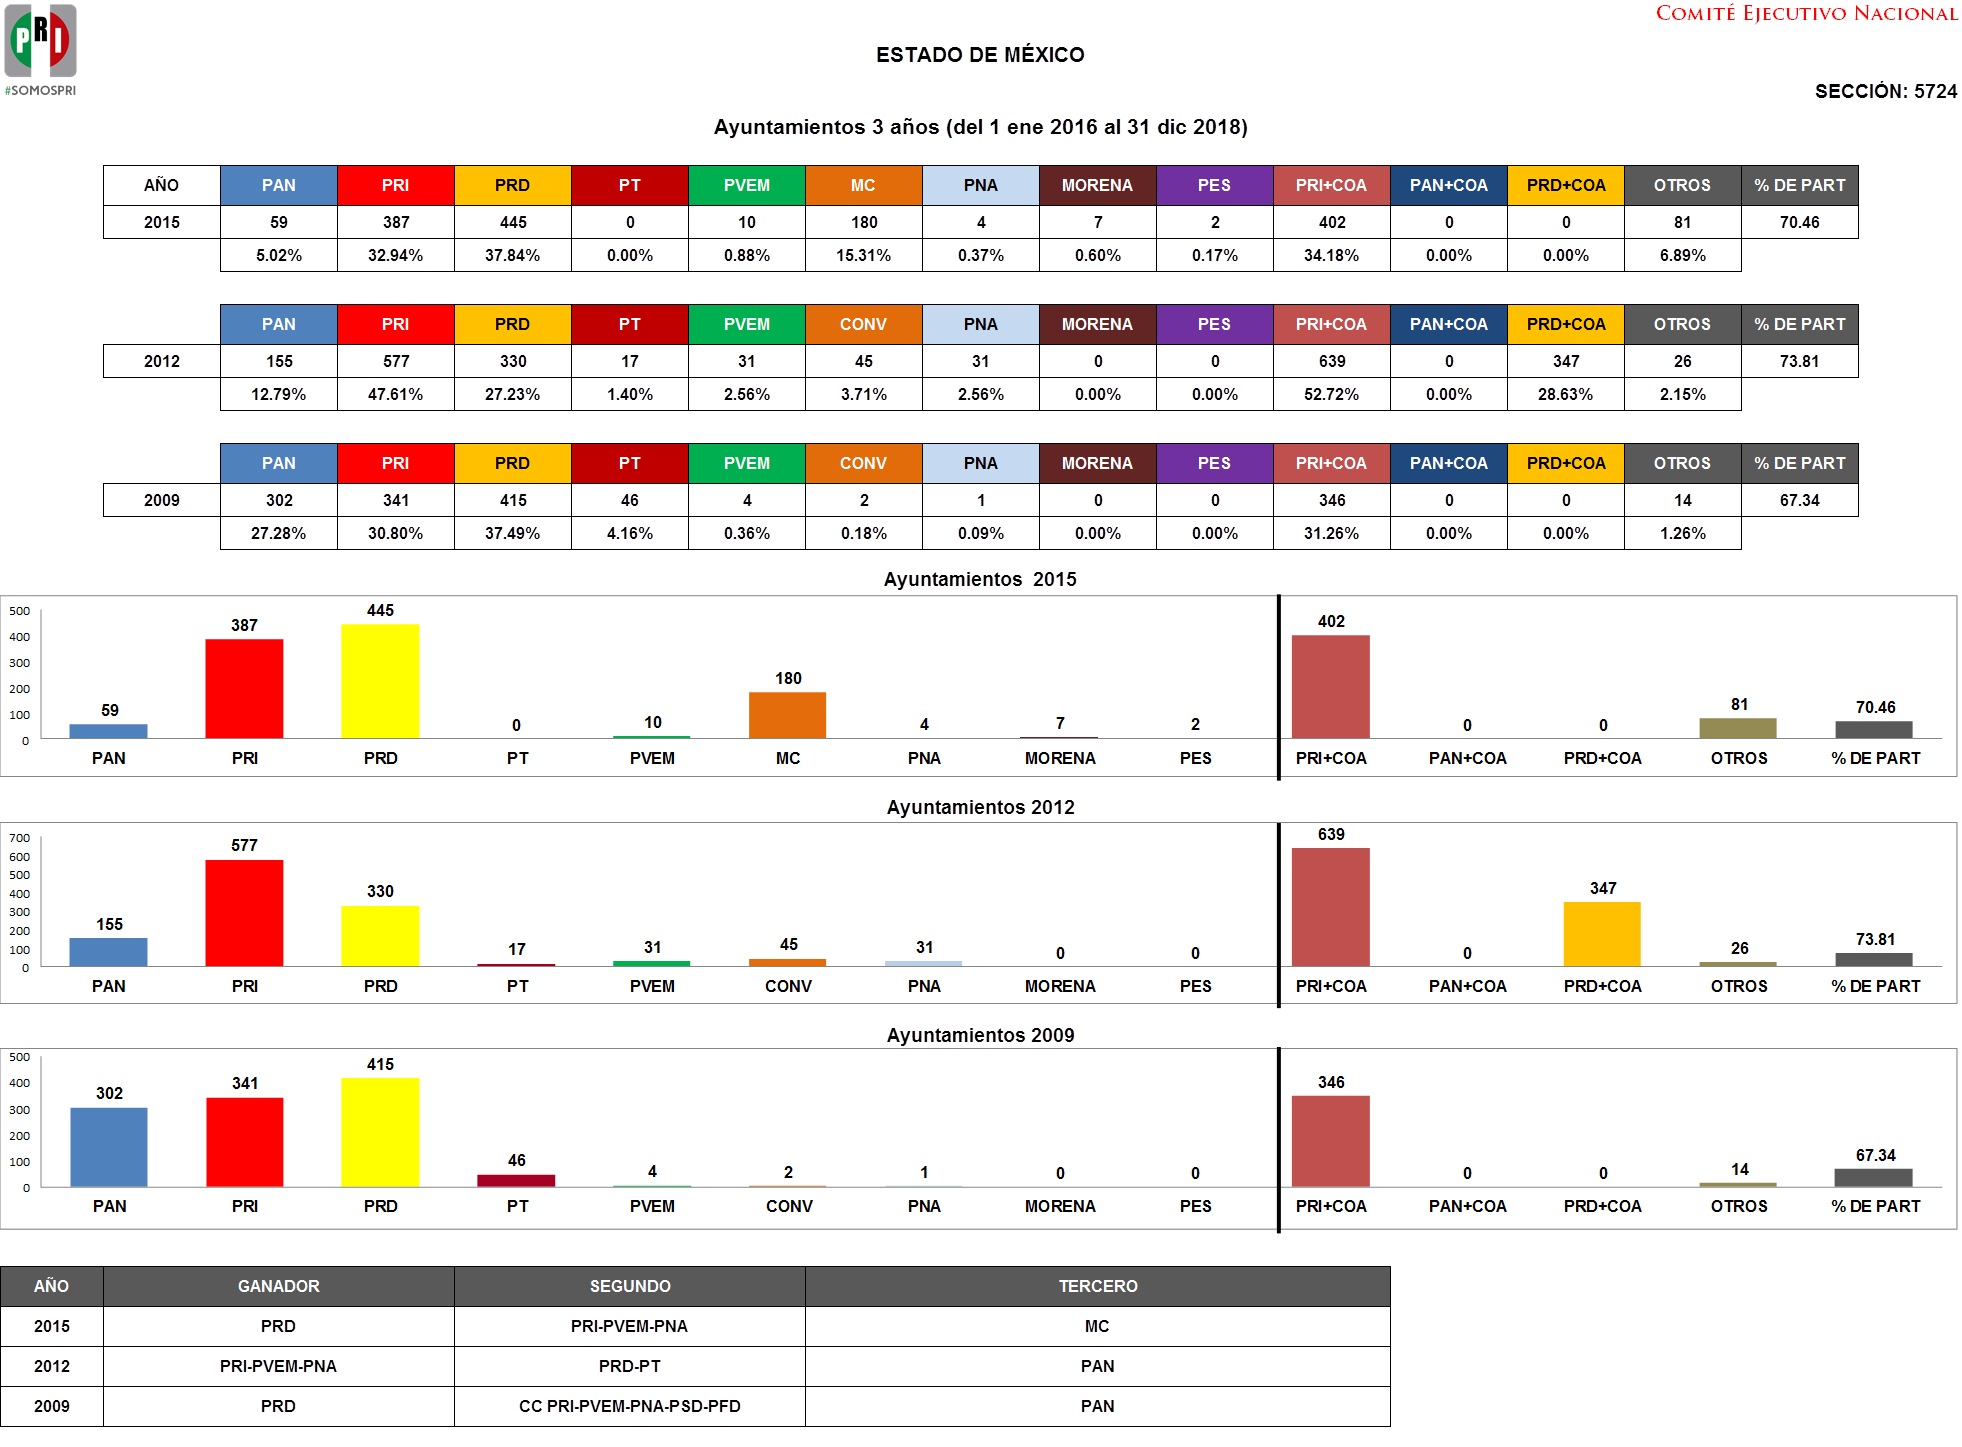 PRI
#SOMOSPRI
COMITÉ EJECUTIVO NACIONAL
ESTADO DE MÉXICO
SECCIÓN: 5724
Ayuntamientos 3 años (del 1 ene 2016 al 31 dic 2018)
AÑO PAN PRI PRD PT PVEM MC PNA MORENA PES PRI+COA PAN+COA PRD+COA OTROS % DE PART
2015 59 387 445 0 10 180 4 7 2 402 0 0 81 70.46
5.02% 32.94% 37.84% 0.00% 0.88% 15.31% 0.37% 0.60% 0.17% 34.18% 0.00% 0.00% 6.89%
PAN PRI PRD PT PVEM CONV PNA MORENA PES PRI+COA PAN+COA PRD+COA OTROS % DE PART
2012 155 577 330 17 31 45 31 0 0 639 0 347 26 73.81
12.79% 47.61% 27.23% 1.40% 2.56% 3.71% 2.56% 0.00% 0.00% 52.72% 0.00% 28.63% 2.15%
PAN PRI PRD PT PVEM CONV PNA MORENA PES PRI+COA PAN+COA PRD+COA OTROS % DE PART
2009 302 341 415 46 4 2 1 0 0 346 0 0 14 67.34
27.28% 30.80% 37.49% 4.16% 0.36% 0.18% 0.09% 0.00% 0.00% 31.26% 0.00% 0.00% 1.26%
Ayuntamientos 2015
500
400
300
200
100
0
59 387 445 0 10 180 4 7 2 402 0 0 81 70.46
PAN PRI PRD PT PVEM MC PNA MORENA PES PRI+COA PAN+COA PRD+COA OTROS % DE PART
Ayuntamientos 2012
700
600
500
400
300
200
100
0
155 577 330 17 31 45 31 0 0 639 0 347 26 73.81
PAN PRI PRD PT PVEM CONV PNA MORENA PES PRI+COA PAN+COA PRD+COA OTROS % DE PART
Ayuntamientos 2009
500
400
300
200
100
0
302 341 415 46 4 2 1 0 0 346 0 0 14 67.34
PAN PRI PRD PT PVEM CONV PNA MORENA PES PRI+COA PAN+COA PRD+COA OTROS % DE PART
AÑO GANADOR SEGUNDO TERCERO
2015 PRD PRI-PVEM-PNA MC
2012 PRI-PVEM-PNA PRD-PT PAN
2009 PRD CC PRI-PVEM-PNA-PSD-PFD PAN